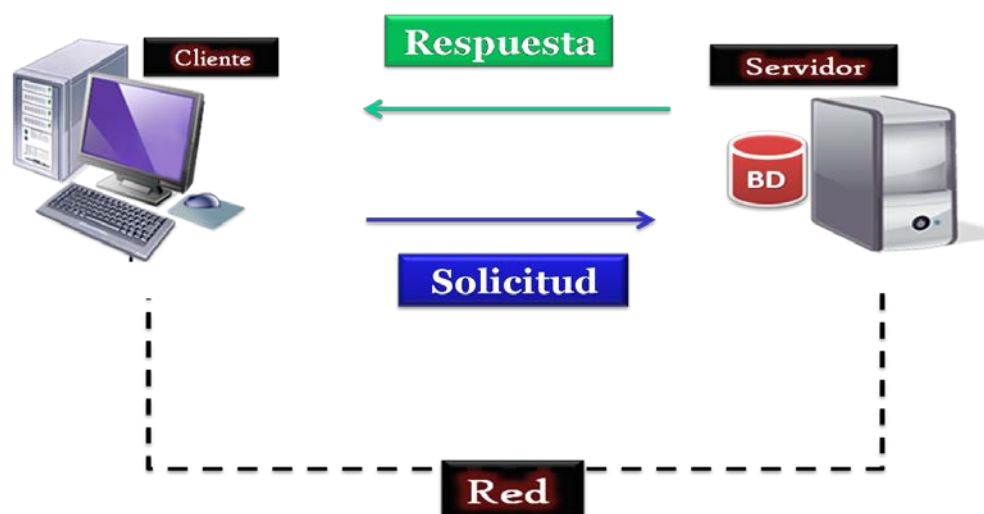 Respuesta
Cliente
Servidor
BD
Solicitud
Red